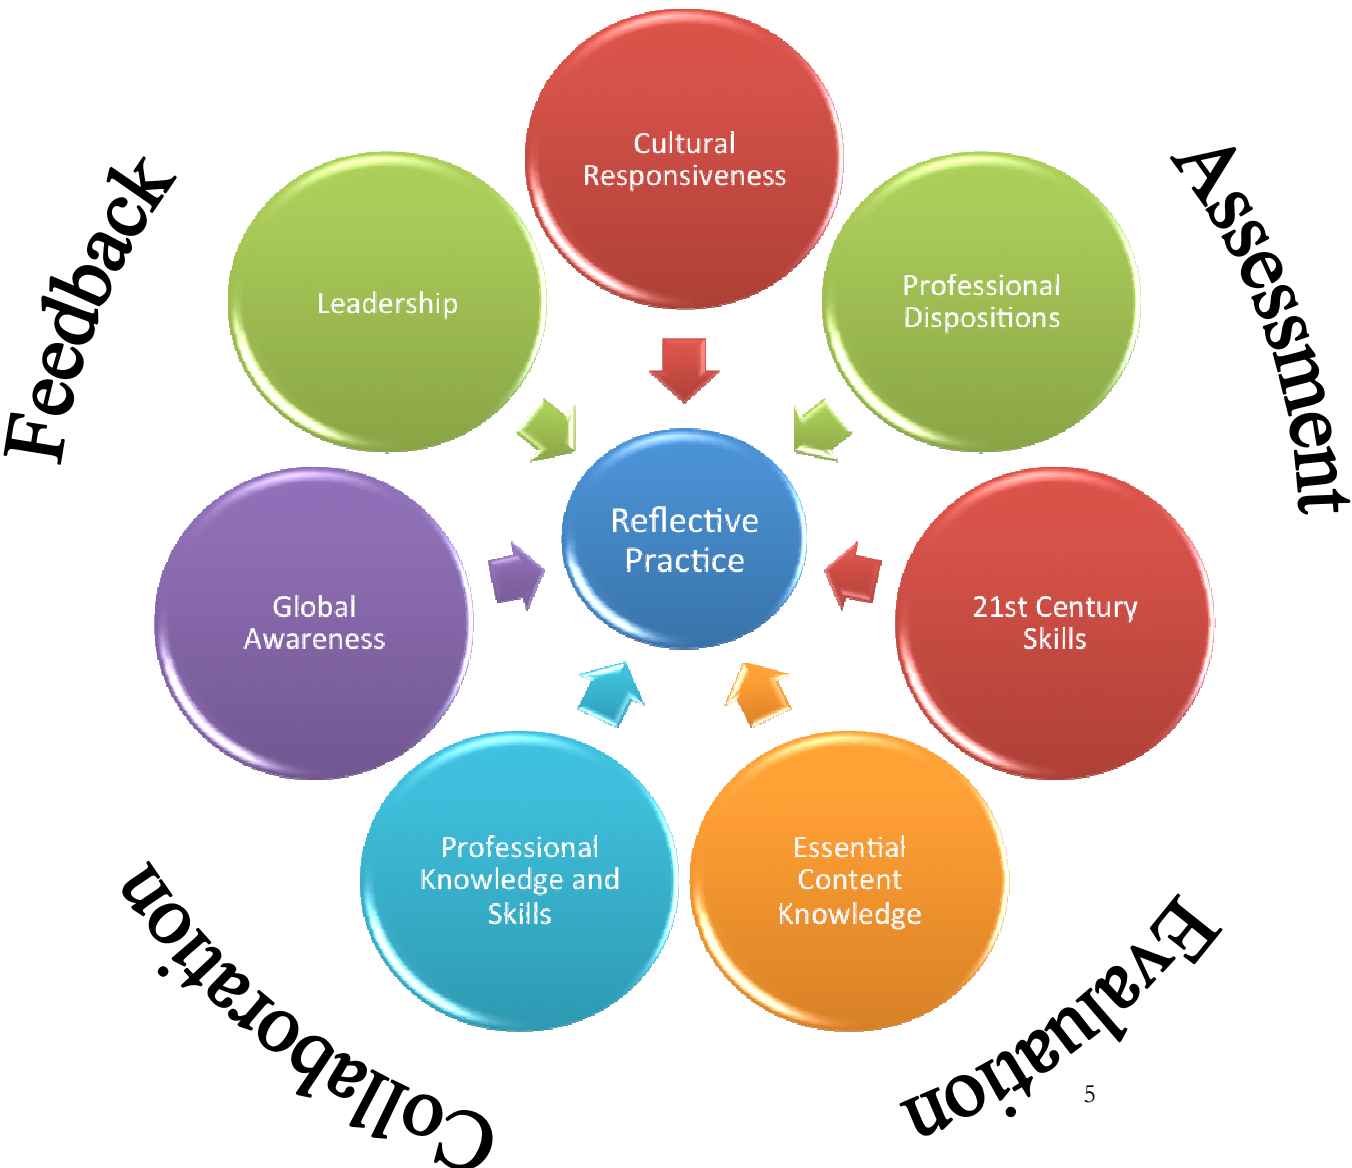 Cultural
Responsiveness
Professional
Dispositions
21st Century
Skills
Essential
Content
Knowledge
Professional
Knowledge and
Skills
Global
Awareness
Leadership
Reflective
Practice
Feedback
Assessment
Evaluation
Collaboration
5